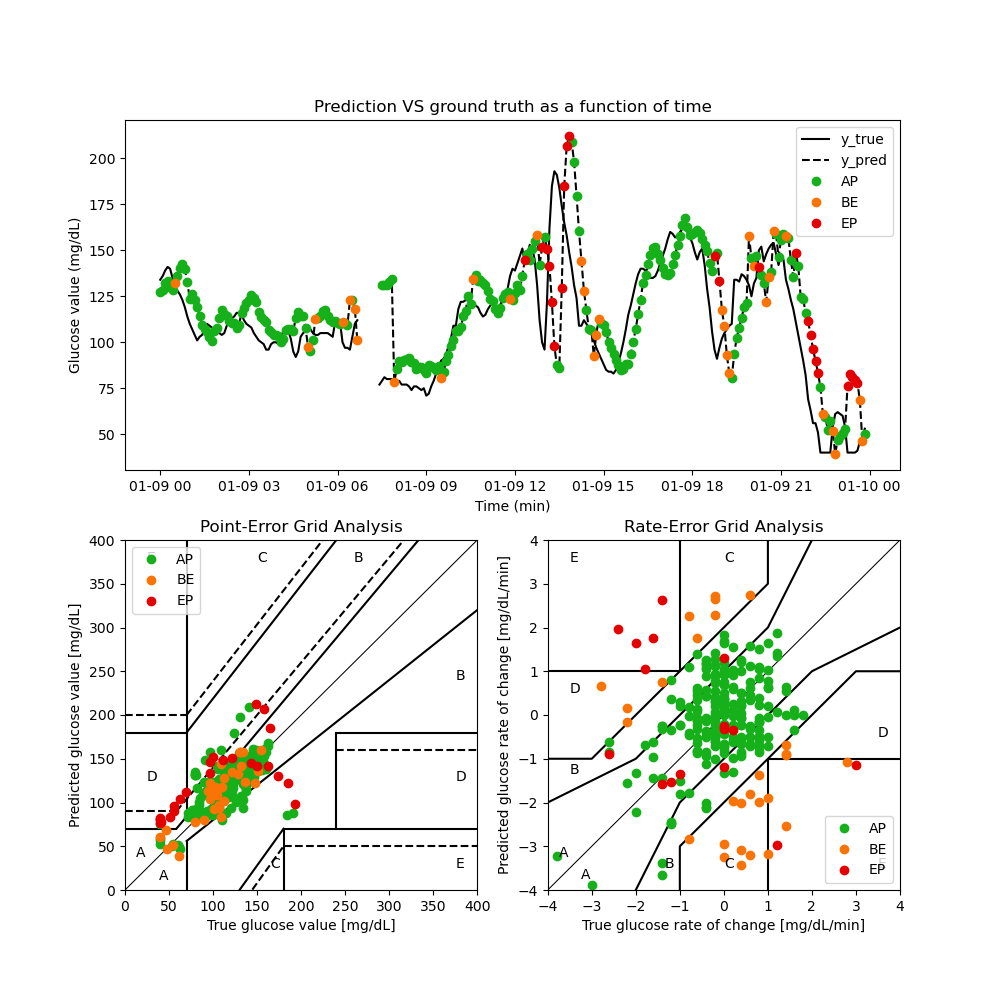 Prediction VS ground truth as a function of time
Glucose value (mg/dL)
200
175
150
125
100
75
50
y_true
y_pred
AP
BE
EP
01-09 00 01-09 03 01-09 06 01-09 09 01-09 12 01-09 15 01-09 18 01-09 21 01-10 00
Time (min)
Point-Error Grid Analysis
Predicted glucose value [mg/dL]
400
350
300
250
200
150
100
50
0
AP
BE
EP
C
B
B
D
D
A
A
C
E
0 50 100 150 200 250 300 350 400
True glucose value [mg/dL]
Rate-Error Grid Analysis
Predicted glucose rate of change [mg/dL/min]
4
3
2
1
0
−1
−2
−3
−4
E
C
D
D
B
A
A
B
C
AP
BE
EP
−4 −3 −2 −1 0 1 2 3 4
True glucose rate of change [mg/dL/min]